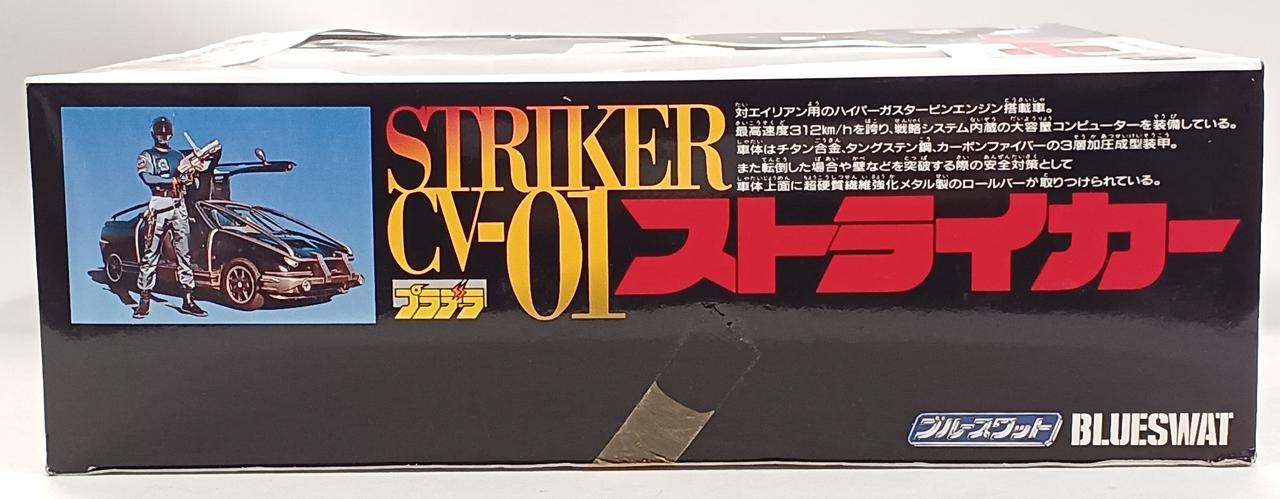 STRIKER
CV-01
プラデラ
ストライカー
対エイリアン用のハイパーガスタービンエンジン搭載車。
最高速度312km/hを誇り、戦略システム内蔵の大容量コンピューターを装備している。
車体はチタン合金、タングステン鋼、カーボンファイバーの3層加圧成型装甲。
また転倒した場合や壁などを突破する際の安全対策として
車体上面に超硬質繊維強化メタル製のロールバーが取りつけられている。
ブルースワット BLUESWAT